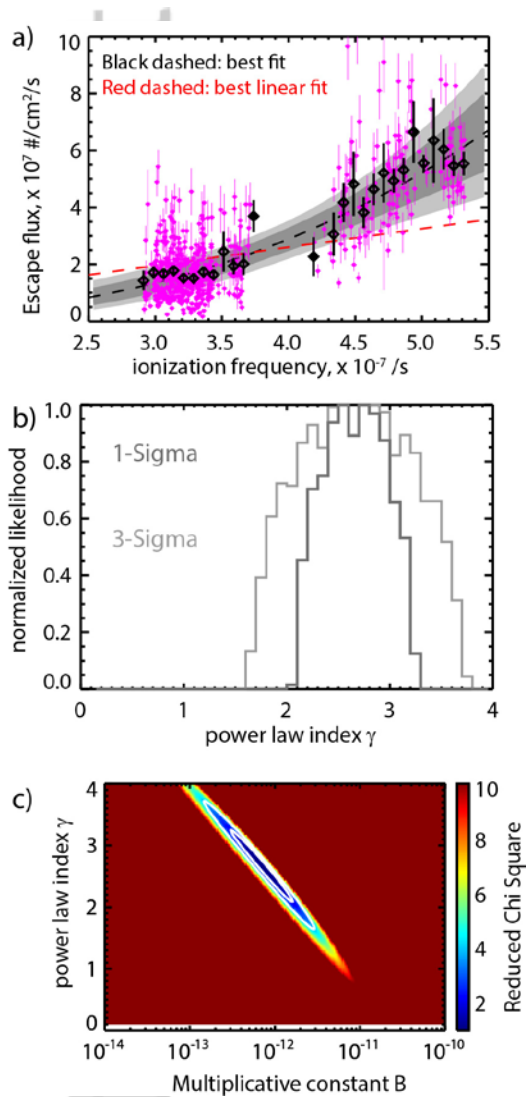 a)
Black dashed: best fit
Red dashed: best linear fit
Escape flux, x 10⁷ #/cm²/s
10
8
6
4
2
0
2.5 3.0 3.5 4.0 4.5 5.0 5.5
ionization frequency, x 10⁻⁷ /s
b)
1-Sigma
3-Sigma
normalized likelihood
1.0
0.8
0.6
0.4
0.2
0.0
0 1 2 3 4
power law index γ
c)
power law index γ
4
3
2
1
0
10⁻¹⁴ 10⁻¹³ 10⁻¹² 10⁻¹¹ 10⁻¹⁰
Multiplicative constant B
10
8
6
4
2
Reduced Chi Square